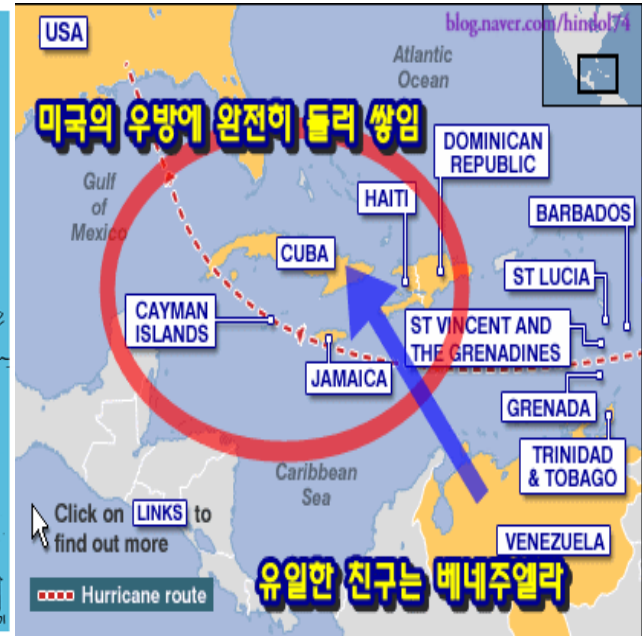 blog.naver.com/hindol74
USA
Atlantic
Ocean
미국의 우방에 완전히 둘러 쌓임
DOMINICAN
REPUBLIC
Gulf
of
Mexico
HAITI
BARBADOS
CUBA
ST LUCIA
CAYMAN
ISLANDS
ST VINCENT AND
THE GRENADINES
JAMAICA
GRENADA
Caribbean
Sea
TRINIDAD
& TOBAGO
Click on LINKS to
find out more
VENEZUELA
유일한 친구는 베네주엘라
Hurricane route